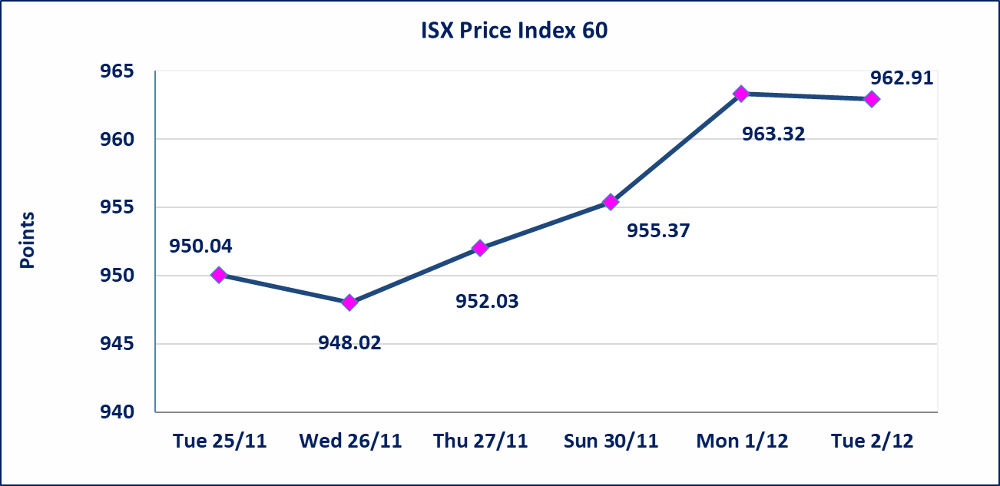 ISX Price Index 60
Points
965
960
955
950
945
940
950.04
948.02
952.03
955.37
963.32
962.91
Tue 25/11
Wed 26/11
Thu 27/11
Sun 30/11
Mon 1/12
Tue 2/12